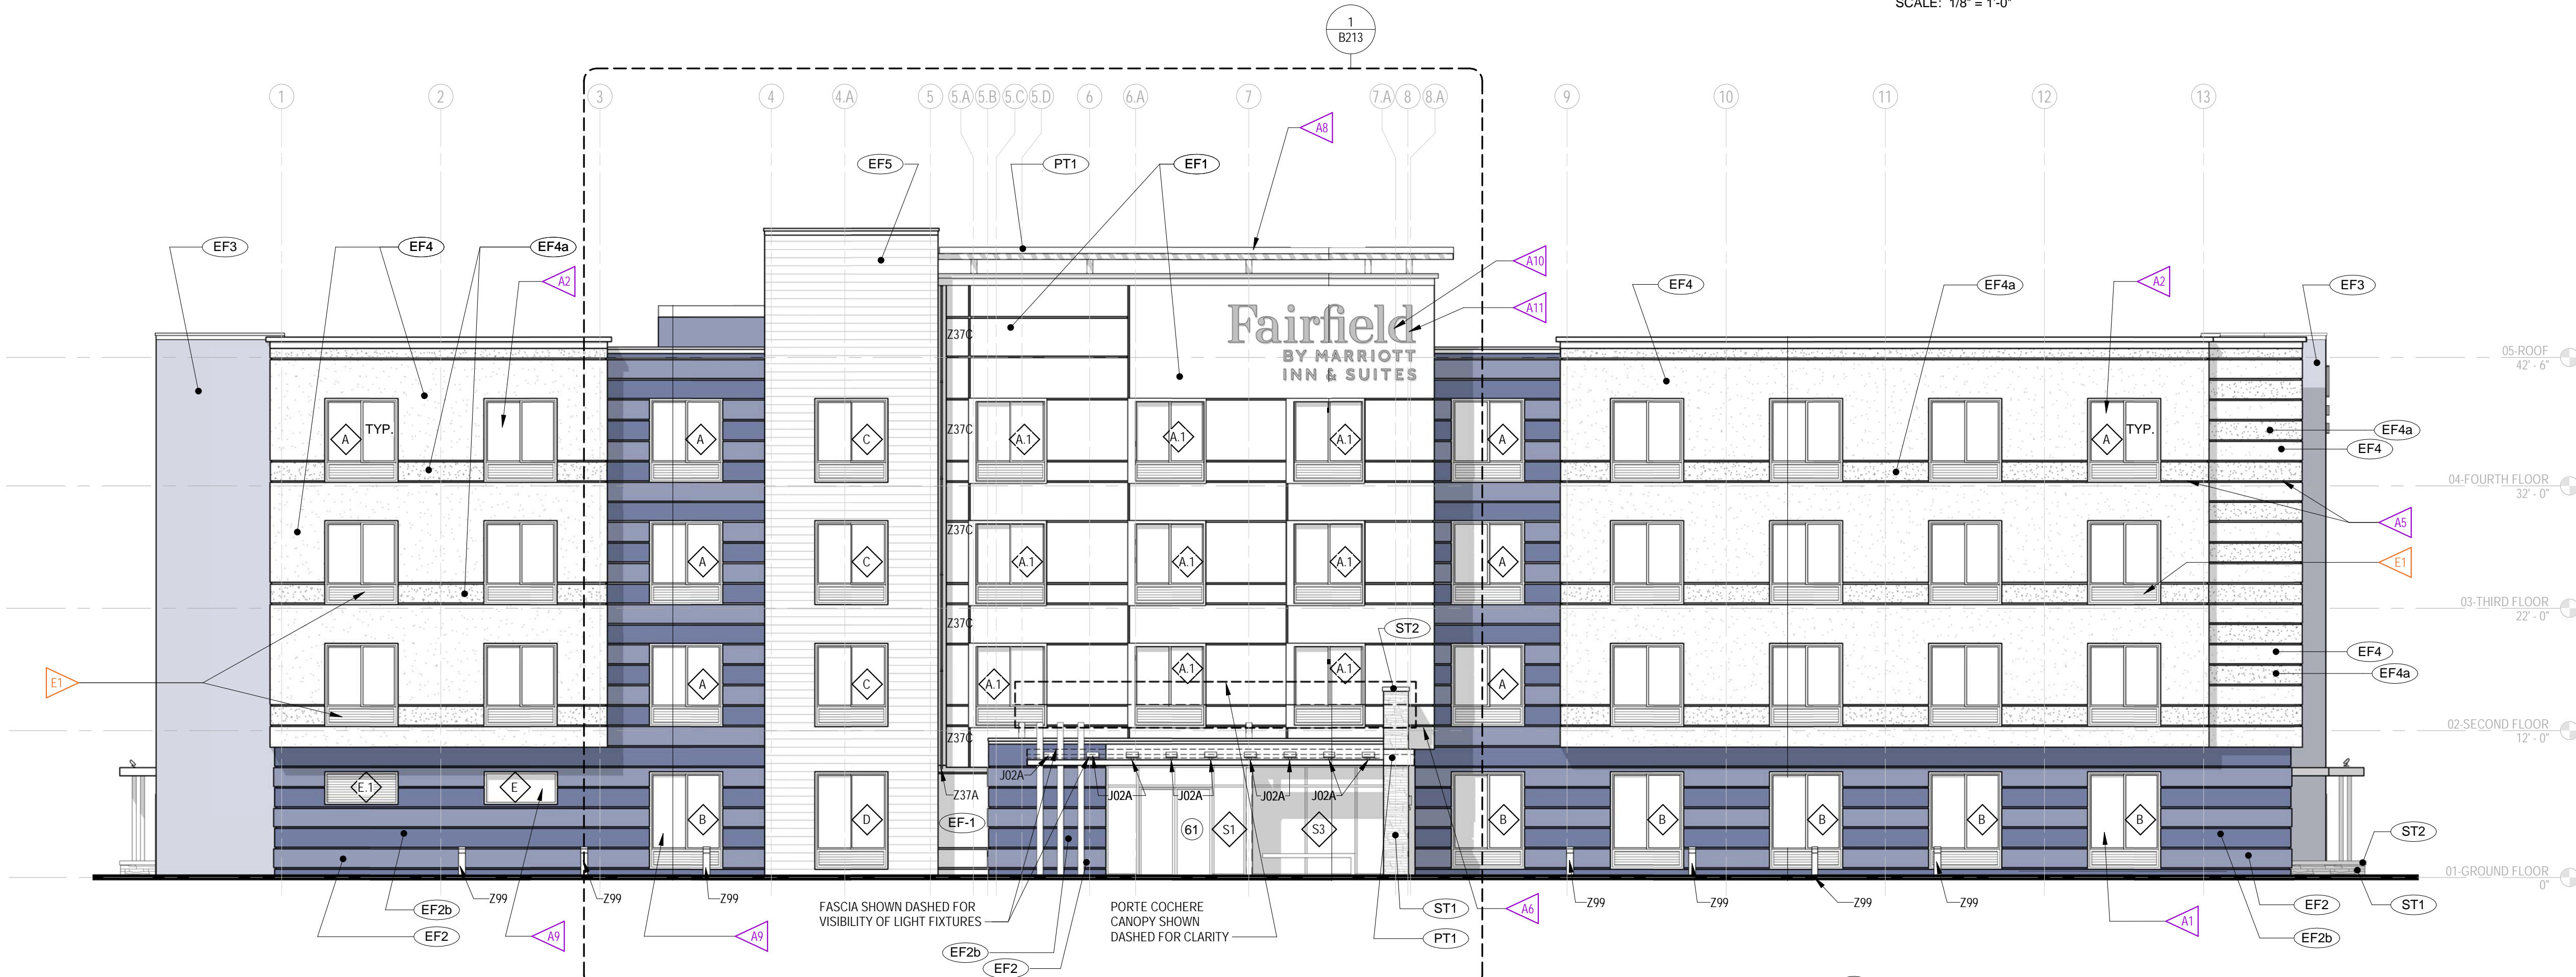 SCALE: 1/8" = 1'-0"
1
B213
1
2
3
4
4.A
5
5.A
5.B
5.C
5.D
6
6.A
7
7.A
8
8.A
9
10
11
12
13
A8
EF5
PT1
EF1
EF3
EF4
EF4a
A2
A10
A11
EF4
EF4a
A2
EF3
Z37C
Fairfield
BY MARRIOTT
INN & SUITES
05-ROOF
42' - 6"
A
TYP.
A
C
Z37C
A.1
A.1
A.1
A
A
TYP.
EF4a
EF4
04-FOURTH FLOOR
32' - 0"
A5
Z37C
A
C
A.1
A.1
A.1
A
E1
03-THIRD FLOOR
22' - 0"
Z37C
ST2
EF4
EF4a
E1
A
C
A.1
A.1
A.1
A
02-SECOND FLOOR
12' - 0"
Z37C
J02A
J02A
J02A
J02A
J02A
Z37A
E.1
E
B
D
EF-1
61
S1
S3
B
B
B
B
B
ST2
01-GROUND FLOOR
0"
Z99
Z99
Z99
Z99
Z99
Z99
Z99
EF2b
EF2
A9
A9
FASCIA SHOWN DASHED FOR
VISIBILITY OF LIGHT FIXTURES
PORTE COCHERE
CANOPY SHOWN
DASHED FOR CLARITY
EF2b
EF2
ST1
PT1
A6
A1
EF2
EF2b
ST1